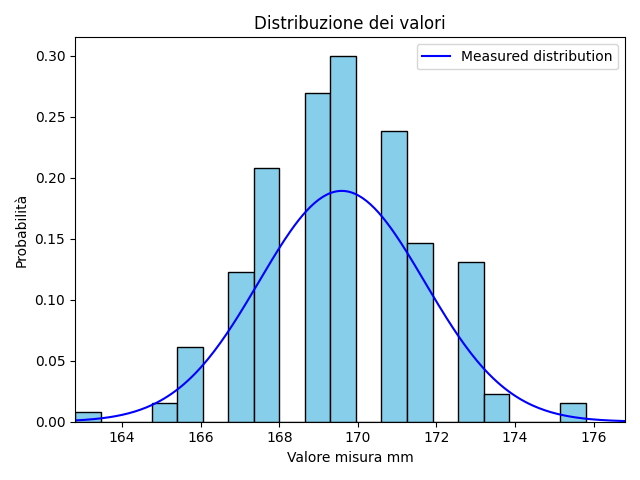 Distribuzione dei valori
Measured distribution
Probabilità
0.30
0.25
0.20
0.15
0.10
0.05
0.00
164 166 168 170 172 174 176
Valore misura mm